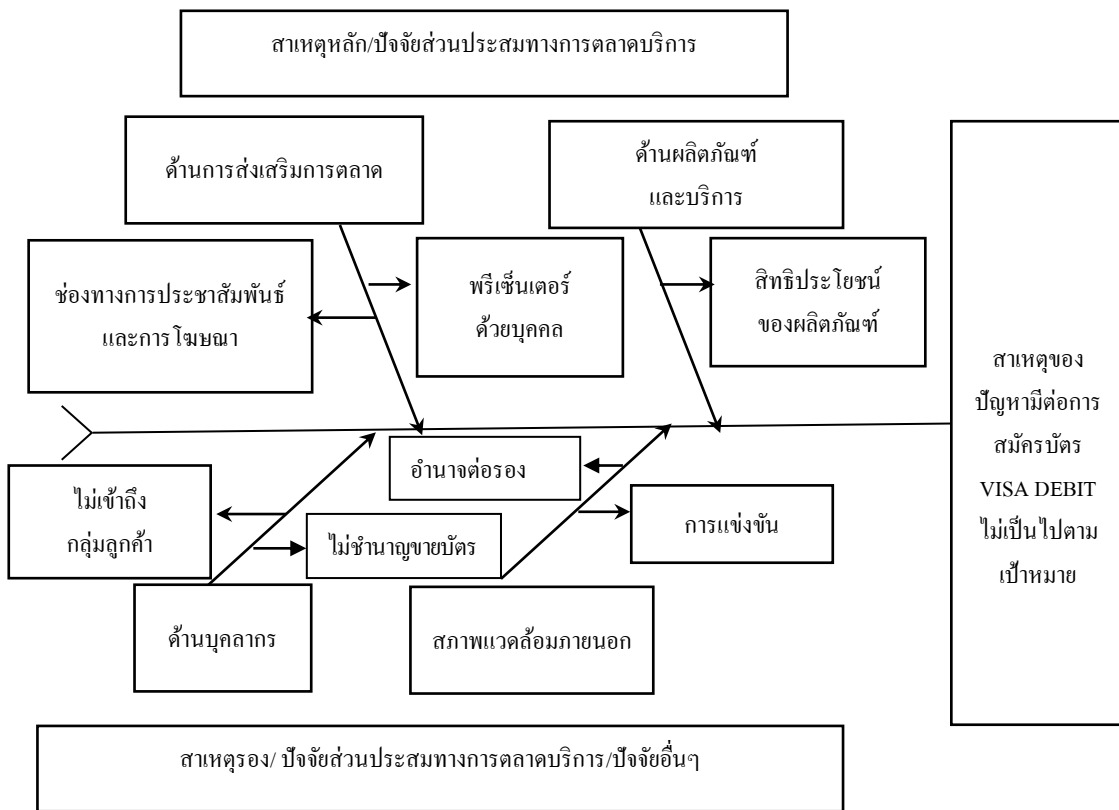 สาเหตุหลัก/ปัจจัยส่วนประสมทางการตลาดบริการ
ด้านการส่งเสริมการตลาด
ด้านผลิตภัณฑ์
และบริการ
ช่องทางการประชาสัมพันธ์
และการโฆษณา
พรีเซ็นเตอร์
ด้วยบุคคล
สิทธิประโยชน์
ของผลิตภัณฑ์
สาเหตุของ
ปัญหามีต่อการ
สมัครบัตร
VISA DEBIT
ไม่เป็นไปตาม
เป้าหมาย
อำนาจต่อรอง
ไม่เข้าถึง
กลุ่มลูกค้า
ไม่ชำนาญขายบัตร
การแข่งขัน
ด้านบุคลากร
สภาพแวดล้อมภายนอก
สาเหตุรอง/ ปัจจัยส่วนประสมทางการตลาดบริการ/ปัจจัยอื่นๆ